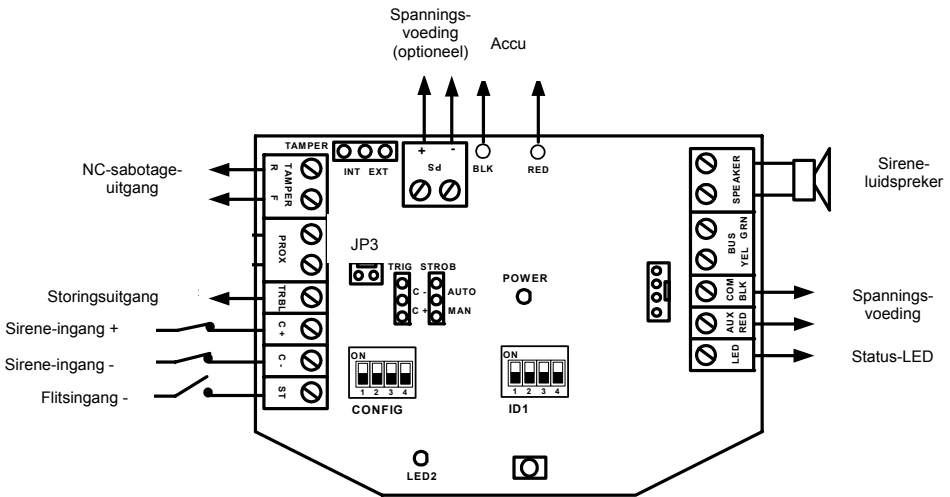 Spannings-
voeding
(optioneel)
Accu
TAMPER
INT EXT
+ -
PS
BLK
RED
NC-sabotage-
uitgang
TAMPER
R F
PROX
Storingsuitgang
TRBL
Sirene-ingang +
C +
Sirene-ingang -
C -
Flitsingang -
ST
JP3
TRIG STROB
C - AUTO
C + MAN
POWER
ON
1 2 3 4
CONFIG
ON
1 2 3 4
ID1
LED2
SPEAKER
Sirene-
luidspreker
BUS
YEL GRN
COM
BLK
AUX
RED
Spannings-
voeding
LED
Status-LED